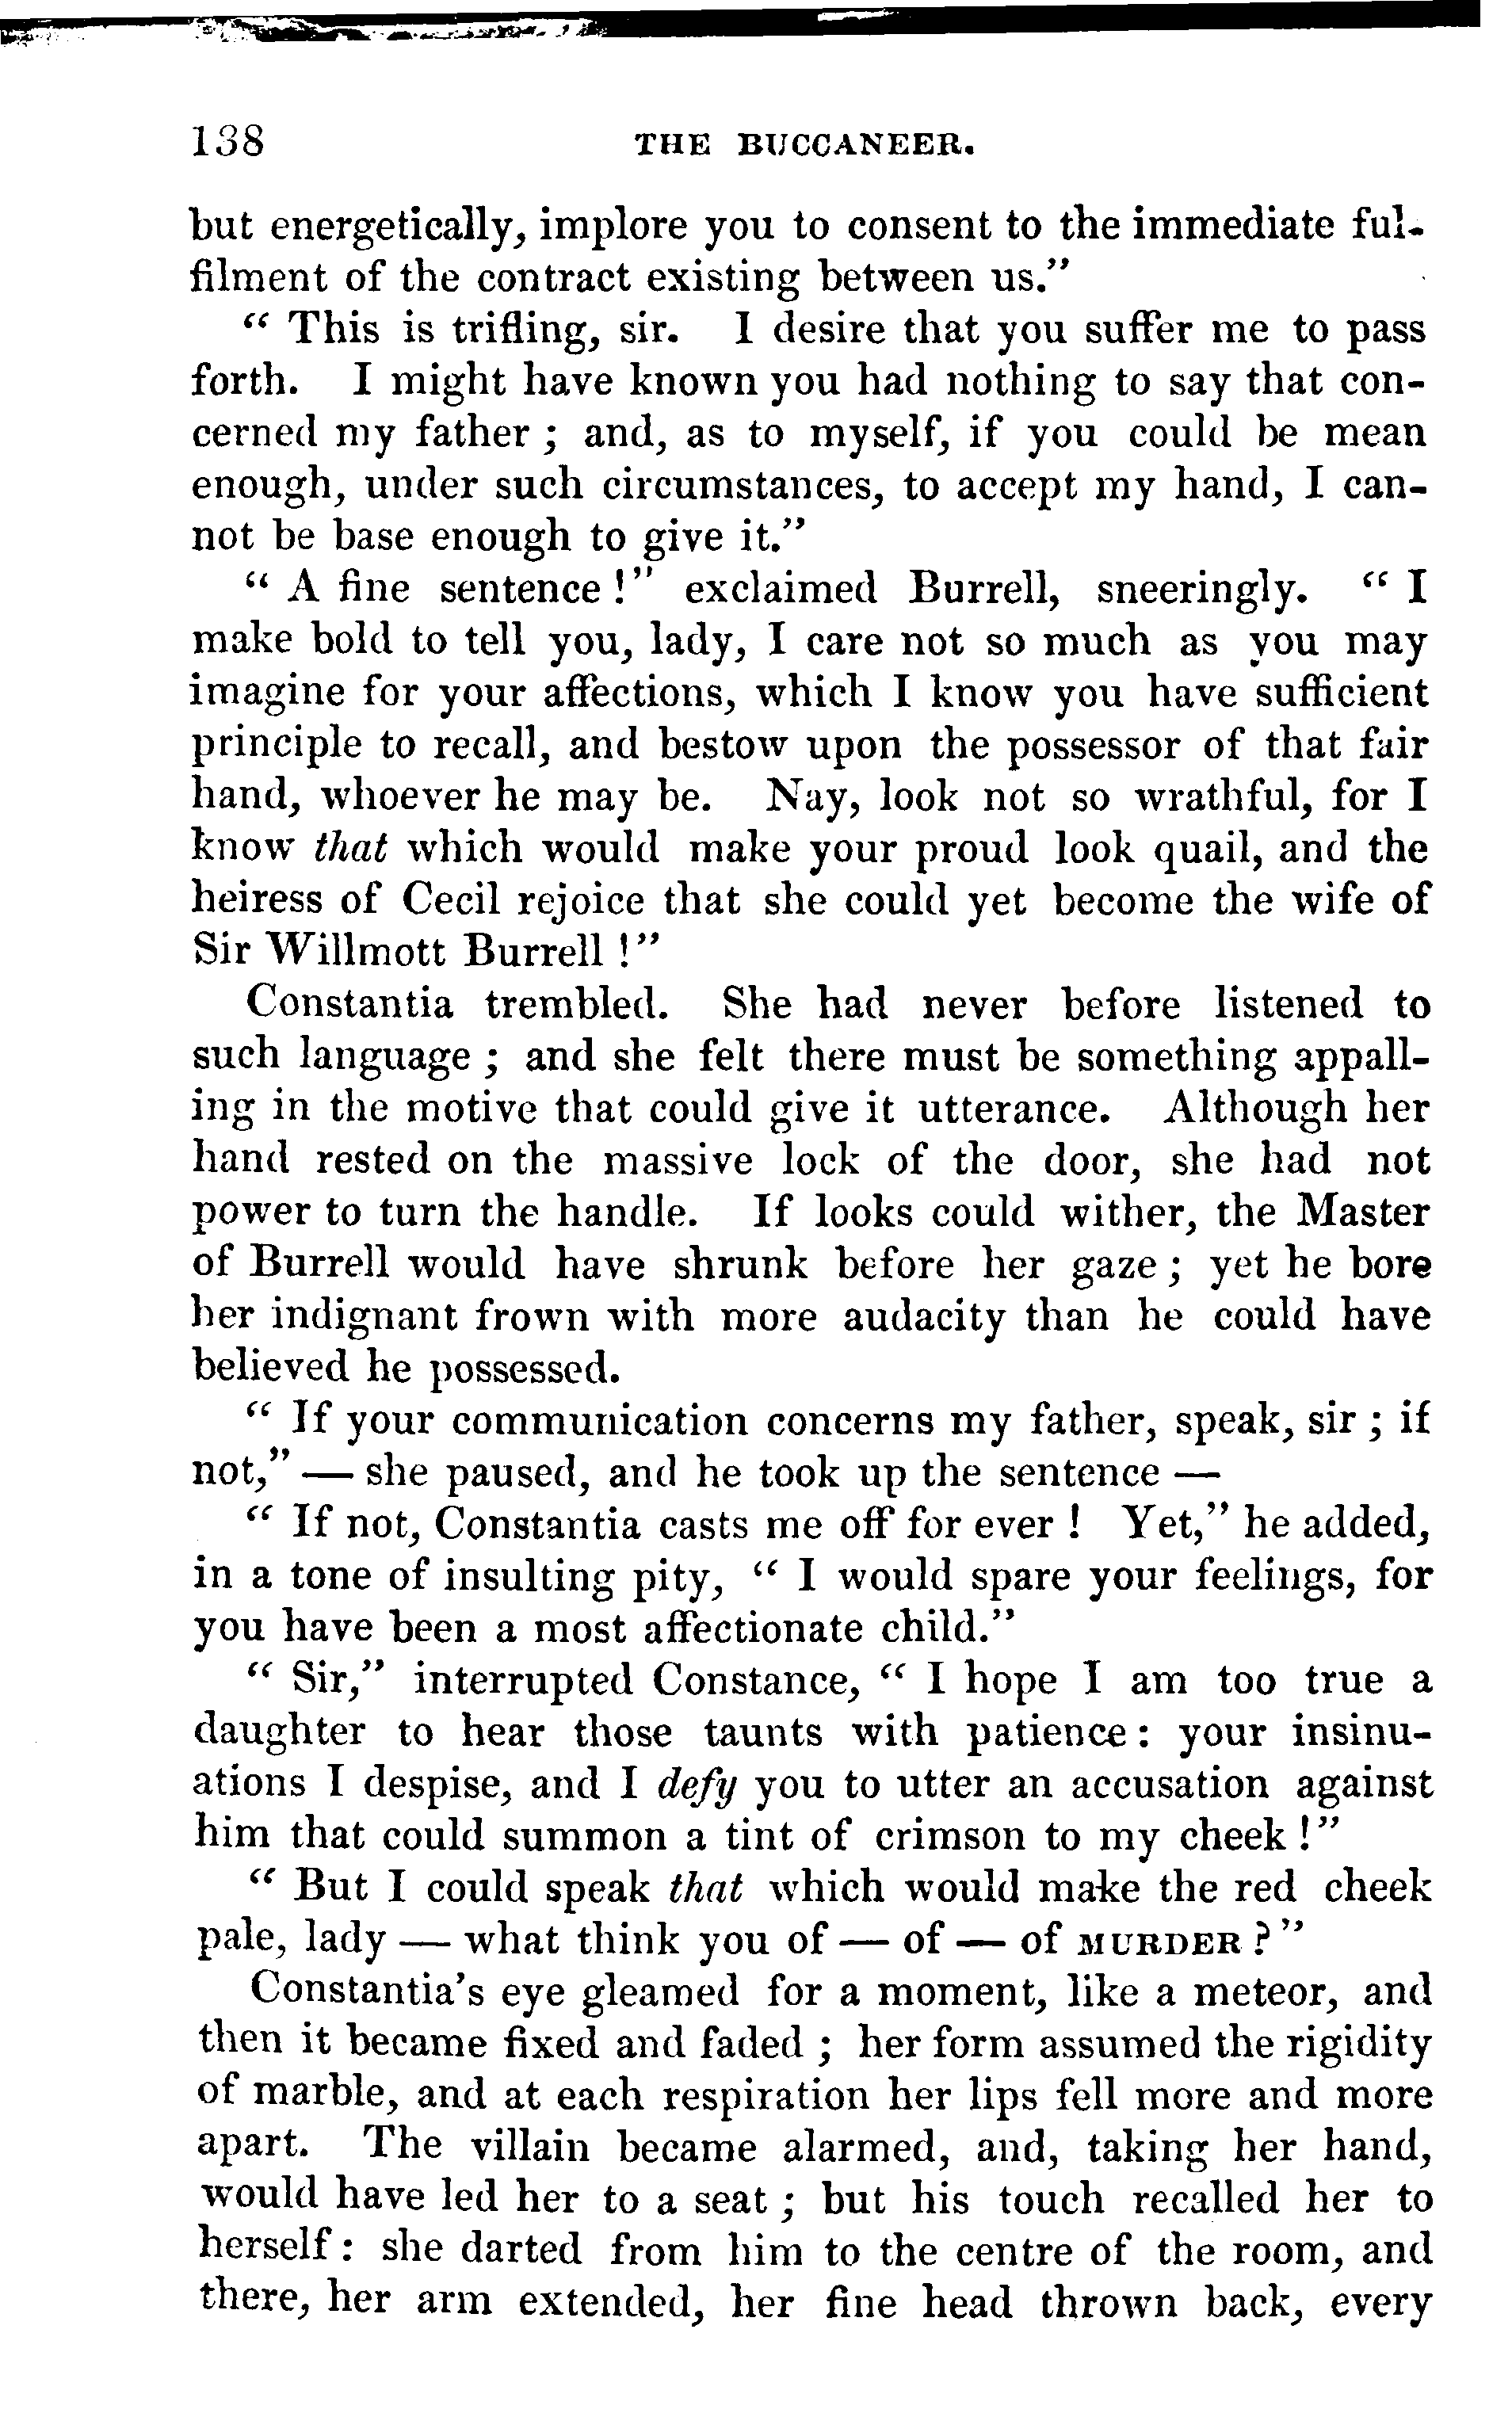 138 THE BUCCANEER.
but energetically, implore you to consent to the immediate ful-
filment of the contract existing between us."
" This is trifling, sir. I desire that you suffer me to pass
forth. I might have known you had nothing to say that con-
cerned my father ; and, as to myself, if you could be mean
enough, under such circumstances, to accept my hand, I can-
not be base enough to give it."
" A fine sentence !" exclaimed Burrell, sneeringly. " I
make bold to tell you, lady, I care not so much as you may
imagine for your affections, which I know you have sufficient
principle to recall, and bestow upon the possessor of that fair
hand, whoever he may be. Nay, look not so wrathful, for I
know that which would make your proud look quail, and the
heiress of Cecil rejoice that she could yet become the wife of
Sir Willmott Burrell !"
Constantia trembled. She had never before listened to
such language ; and she felt there must be something appall-
ing in the motive that could give it utterance. Although her
hand rested on the massive lock of the door, she had not
power to turn the handle. If looks could wither, the Master
of Burrell would have shrunk before her gaze ; yet he bore
her indignant frown with more audacity than he could have
believed he possessed.
" If your communication concerns my father, speak, sir ; if
not," — she paused, and he took up the sentence —
" If not, Constantia casts me off for ever ! Yet," he added,
in a tone of insulting pity, " I would spare your feelings, for
you have been a most affectionate child."
" Sir," interrupted Constance, " I hope I am too true a
daughter to hear those taunts with patience : your insinu-
ations I despise, and I defy you to utter an accusation against
him that could summon a tint of crimson to my cheek !"
" But I could speak that which would make the red cheek
pale, lady — what think you of — of — of MURDER ?"
Constantia's eye gleamed for a moment, like a meteor, and
then it became fixed and faded ; her form assumed the rigidity
of marble, and at each respiration her lips fell more and more
apart. The villain became alarmed, and, taking her hand,
would have led her to a seat ; but his touch recalled her to
herself : she darted from him to the centre of the room, and
there, her arm extended, her fine head thrown back, every